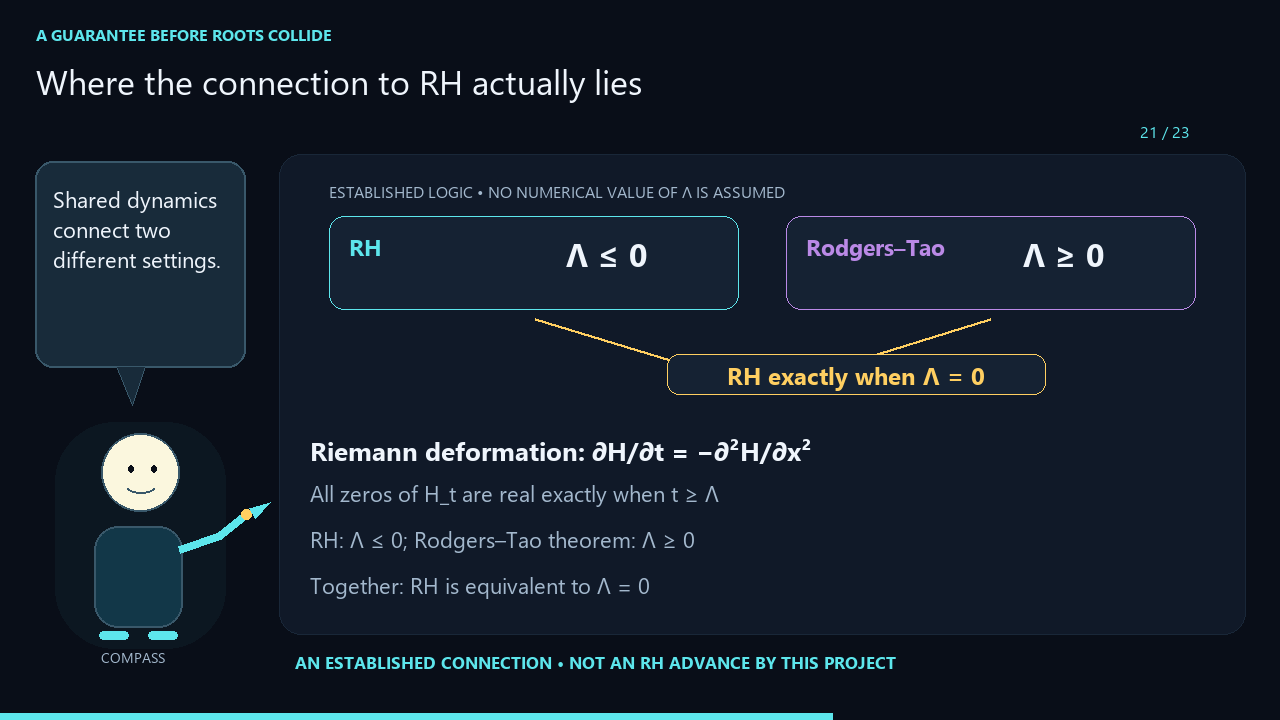 A GUARANTEE BEFORE ROOTS COLLIDE
Where the connection to RH actually lies
21 / 23
Shared dynamics
connect two
different settings.
ESTABLISHED LOGIC • NO NUMERICAL VALUE OF Λ IS ASSUMED
RH
Λ ≤ 0
Rodgers–Tao
Λ ≥ 0
RH exactly when Λ = 0
Riemann deformation: ∂H/∂t = −∂²H/∂x²
All zeros of H_t are real exactly when t ≥ Λ
RH: Λ ≤ 0; Rodgers–Tao theorem: Λ ≥ 0
Together: RH is equivalent to Λ = 0
COMPASS
AN ESTABLISHED CONNECTION • NOT AN RH ADVANCE BY THIS PROJECT